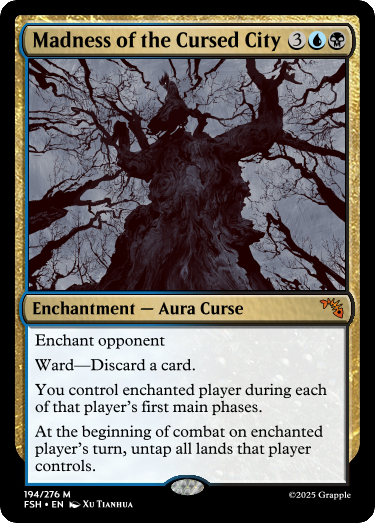 Madness of the Cursed City 3
Enchantment — Aura Curse
Enchant opponent
Ward—Discard a card.
You control enchanted player during each
of that player's first main phases.
At the beginning of combat on enchanted
player's turn, untap all lands that player
controls.
194/276 M
FSH • EN Xu Tianhua
©2025 Grapple